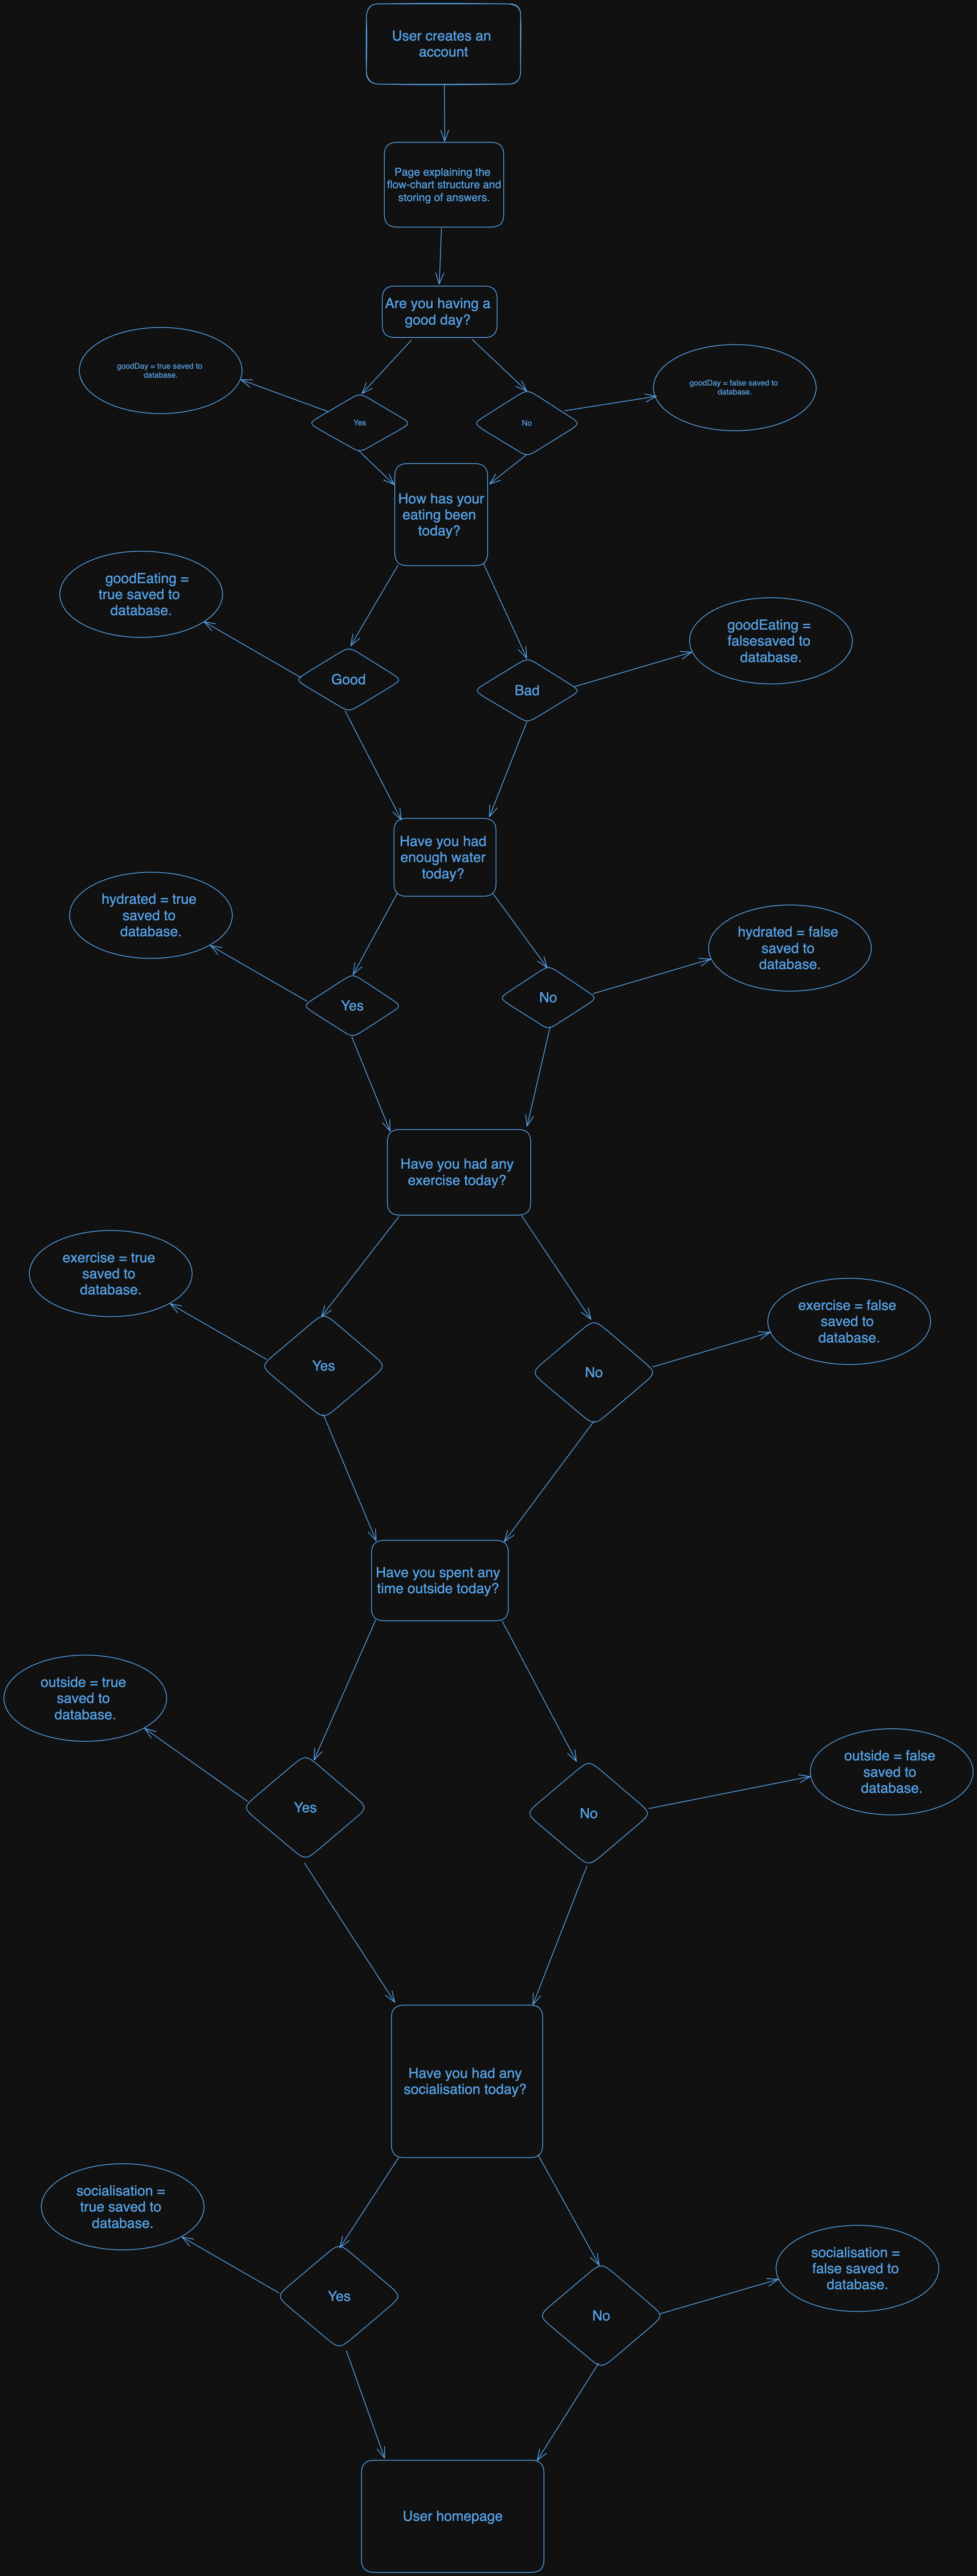 User creates an
account
Page explaining the
flow-chart structure and
storing of answers.
Are you having a
good day?
goodDay = true saved to
database.
goodDay = false saved to
database.
Yes
No
How has your
eating been
today?
goodEating =
true saved to
database.
goodEating =
falsesaved to
database.
Good
Bad
Have you had
enough water
today?
hydrated = true
saved to
database.
hydrated = false
saved to
database.
Yes
No
Have you had any
exercise today?
exercise = true
saved to
database.
exercise = false
saved to
database.
Yes
No
Have you spent any
time outside today?
outside = true
saved to
database.
outside = false
saved to
database.
Yes
No
Have you had any
socialisation today?
socialisation =
true saved to
database.
socialisation =
false saved to
database.
Yes
No
User homepage